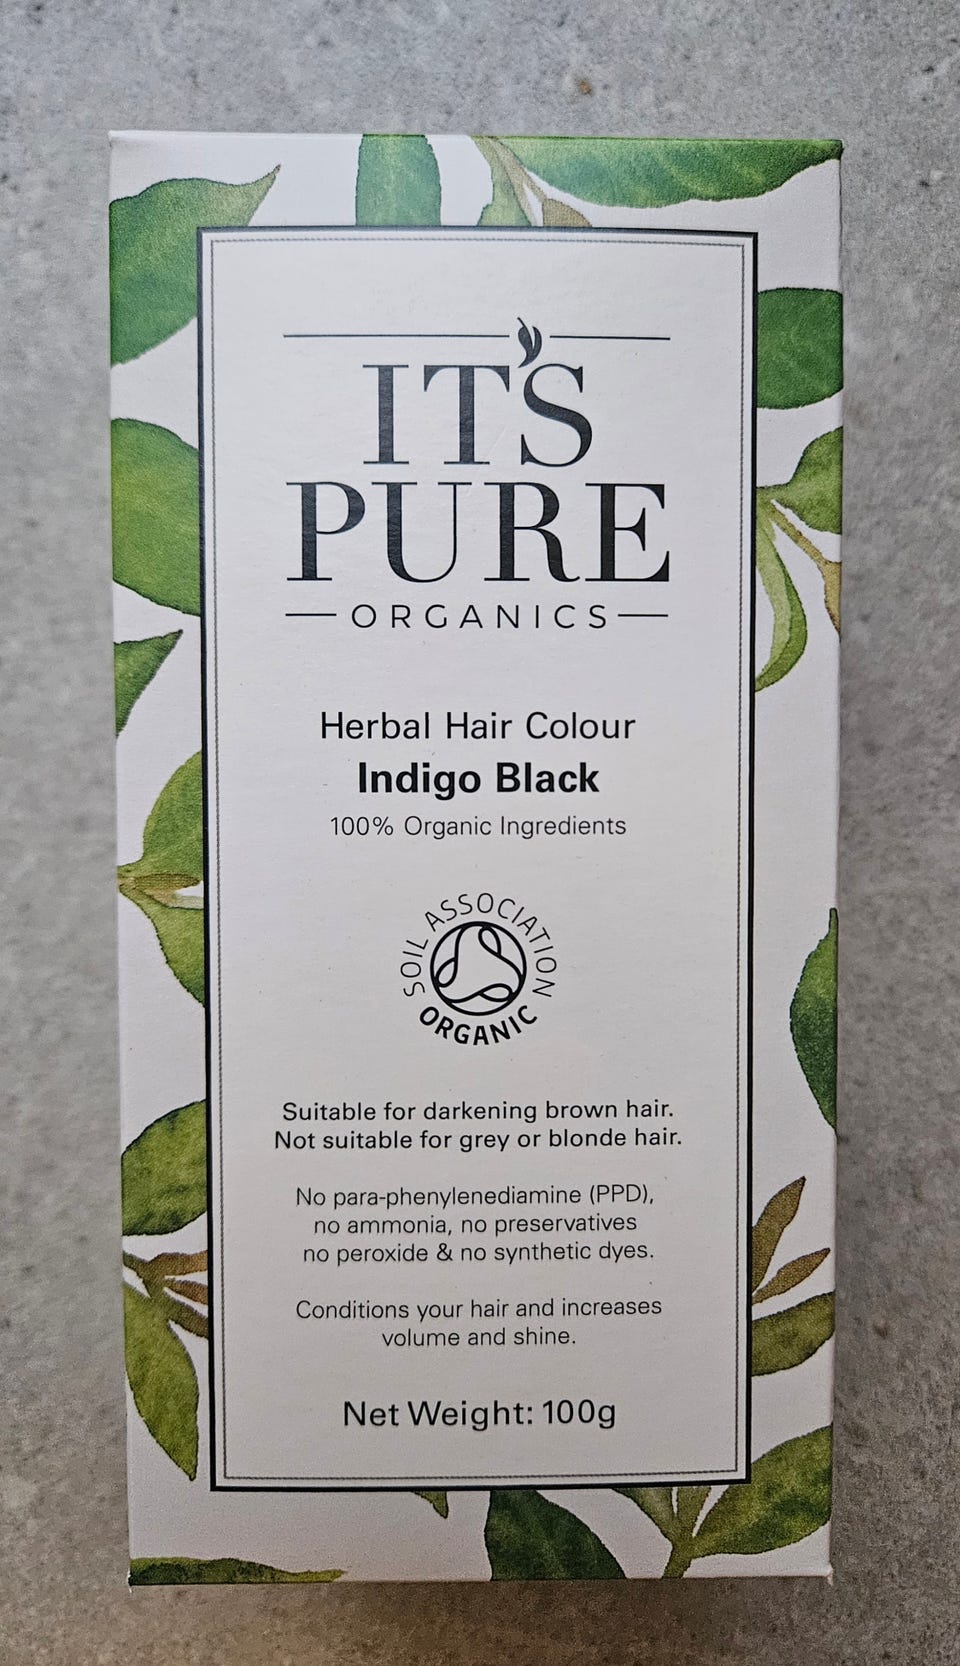 IT'S
PURE
ORGANICS
Herbal Hair Colour
Indigo Black
100% Organic Ingredients
SOIL ASSOCIATION
ORGANIC
Suitable for darkening brown hair.
Not suitable for grey or blonde hair.
No para-phenylenediamine (PPD),
no ammonia, no preservatives
no peroxide & no synthetic dyes.
Conditions your hair and increases
volume and shine.
Net Weight: 100g